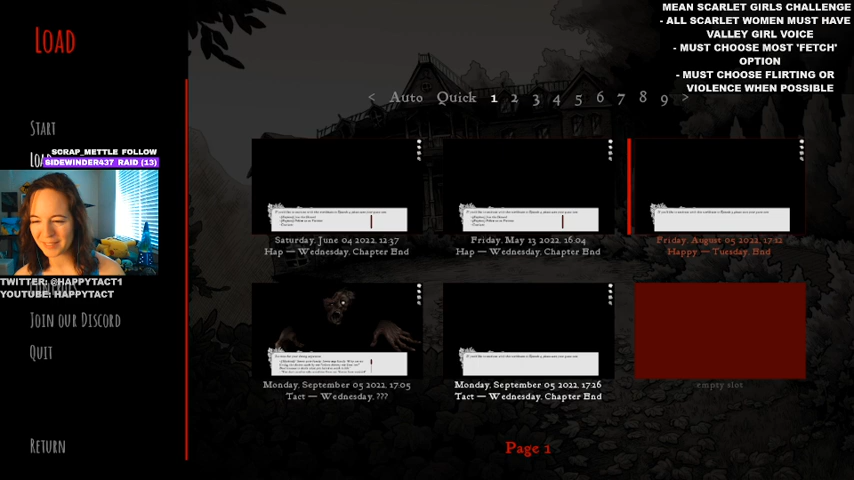 LOAD
MEAN SCARLET GIRLS CHALLENGE
- ALL SCARLET WOMEN MUST HAVE
VALLEY GIRL VOICE
- MUST CHOOSE MOST 'FETCH'
OPTION
- MUST CHOOSE FLIRTING OR
VIOLENCE WHEN POSSIBLE
< Auto Quick 1 2 3 4 5 6 7 8 9 >
START
SCRAP_METTLE FOLLOW
SIDEWINDER437 RAID (13)
TWITTER: @HAPPYTACT1
YOUTUBE: HAPPYTACT
JOIN OUR DISCORD
QUIT
RETURN
Saturday, June 04 2022, 12:37
Hap — Wednesday, Chapter End
Friday, May 13 2022, 16:04
Hap — Wednesday, Chapter End
Friday, August 05 2022, 17:12
Happy — Tuesday, End
Monday, September 05 2022, 17:05
Tact — Wednesday, ???
Monday, September 05 2022, 17:26
Tact — Wednesday, Chapter End
empty slot
Page 1